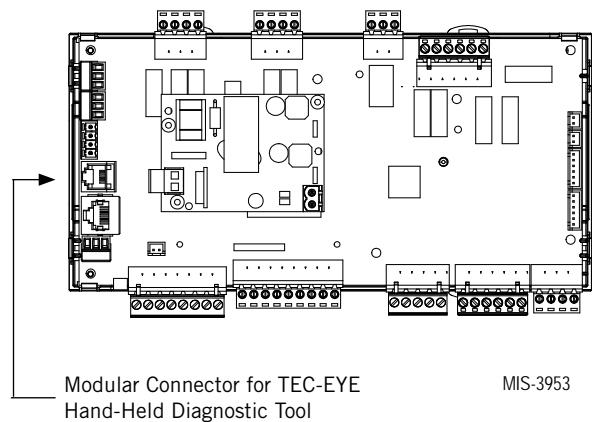 Modular Connector for TEC-EYE
Hand-Held Diagnostic Tool
MIS-3953